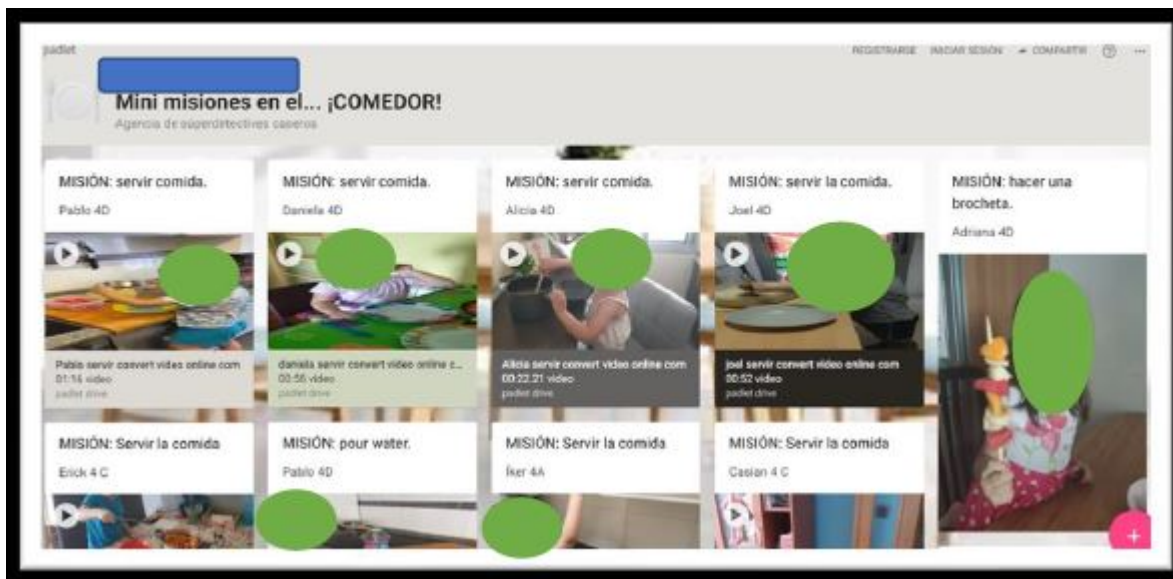 padlet
REGISTRARSE INICIAR SESIÓN COMPARTIR
Mini misiones en el... ¡COMEDOR!
Agencia de superdetectives caseros
MISIÓN: servir comida.
Pablo 4D
Pablo servir convert video online com
01:16 video
padlet drive
MISIÓN: servir comida.
Daniela 4D
daniela servir convert video online c...
00:56 video
padlet drive
MISIÓN: servir comida.
Alicia 4D
Alicia servir convert video online com
00:22.21 video
padlet drive
MISIÓN: servir la comida.
Joel 4D
joel servir convert video online com
00:52 video
padlet drive
MISIÓN: hacer una
brocheta.
Adriana 4D
MISIÓN: Servir la comida
Erick 4 C
MISIÓN: pour water.
Pablo 4D
MISIÓN: Servir la comida
Íker 4A
MISIÓN: Servir la comida
Casian 4 C